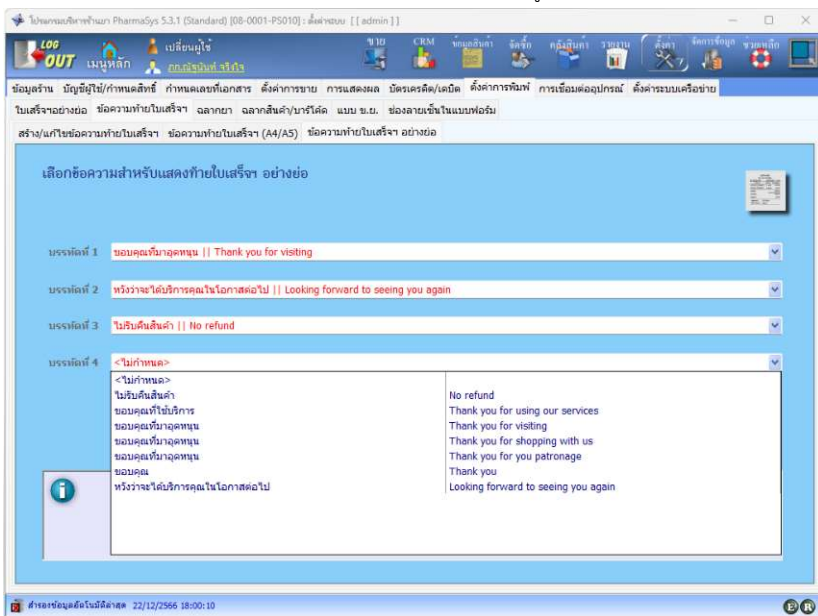 โปรแกรมบริหารร้านยา PharmaSys 5.3.1 (Standard) [08-0001-PS010] : ตั้งค่าระบบ [[ admin ]]
LOG OUT เมนูหลัก เปลี่ยนผู้ใช้ ขาย CRM ข้อมูลสินค้า จัดซื้อ คลังสินค้า รายงาน ตั้งค่า จัดการข้อมูล ช่วยเหลือ
ข้อมูลร้าน บัญชีผู้ใช้/กำหนดสิทธิ์ กำหนดเลขที่เอกสาร ตั้งค่าการขาย การแสดงผล บัตรเครดิต/เดบิต ตั้งค่าการพิมพ์ การเชื่อมต่ออุปกรณ์ ตั้งค่าระบบเครือข่าย
ใบเสร็จฯอย่างย่อ ข้อความท้ายใบเสร็จฯ ฉลากยา ฉลากสินค้า/บาร์โค้ด แบบ ข.ย. ช่องลายเซ็นในแบบฟอร์ม
สร้าง/แก้ไขข้อความท้ายใบเสร็จฯ ข้อความท้ายใบเสร็จฯ (A4/A5) ข้อความท้ายใบเสร็จฯ อย่างย่อ
เลือกข้อความสำหรับแสดงท้ายใบเสร็จฯ อย่างย่อ
บรรทัดที่ 1 ขอบคุณที่มาอุดหนุน || Thank you for visiting
บรรทัดที่ 2 หวังว่าจะได้บริการคุณในโอกาสต่อไป || Looking forward to seeing you again
บรรทัดที่ 3 ไม่รับคืนสินค้า || No refund
บรรทัดที่ 4 <ไม่กำหนด>
<ไม่กำหนด>
ไม่รับคืนสินค้า No refund
ขอบคุณที่ใช้บริการ Thank you for using our services
ขอบคุณที่มาอุดหนุน Thank you for visiting
ขอบคุณที่มาอุดหนุน Thank you for shopping with us
ขอบคุณที่มาอุดหนุน Thank you for you patronage
ขอบคุณ Thank you
หวังว่าจะได้บริการคุณในโอกาสต่อไป Looking forward to seeing you again
สำรองข้อมูลอัตโนมัติล่าสุด 22/12/2566 18:00:10 E R